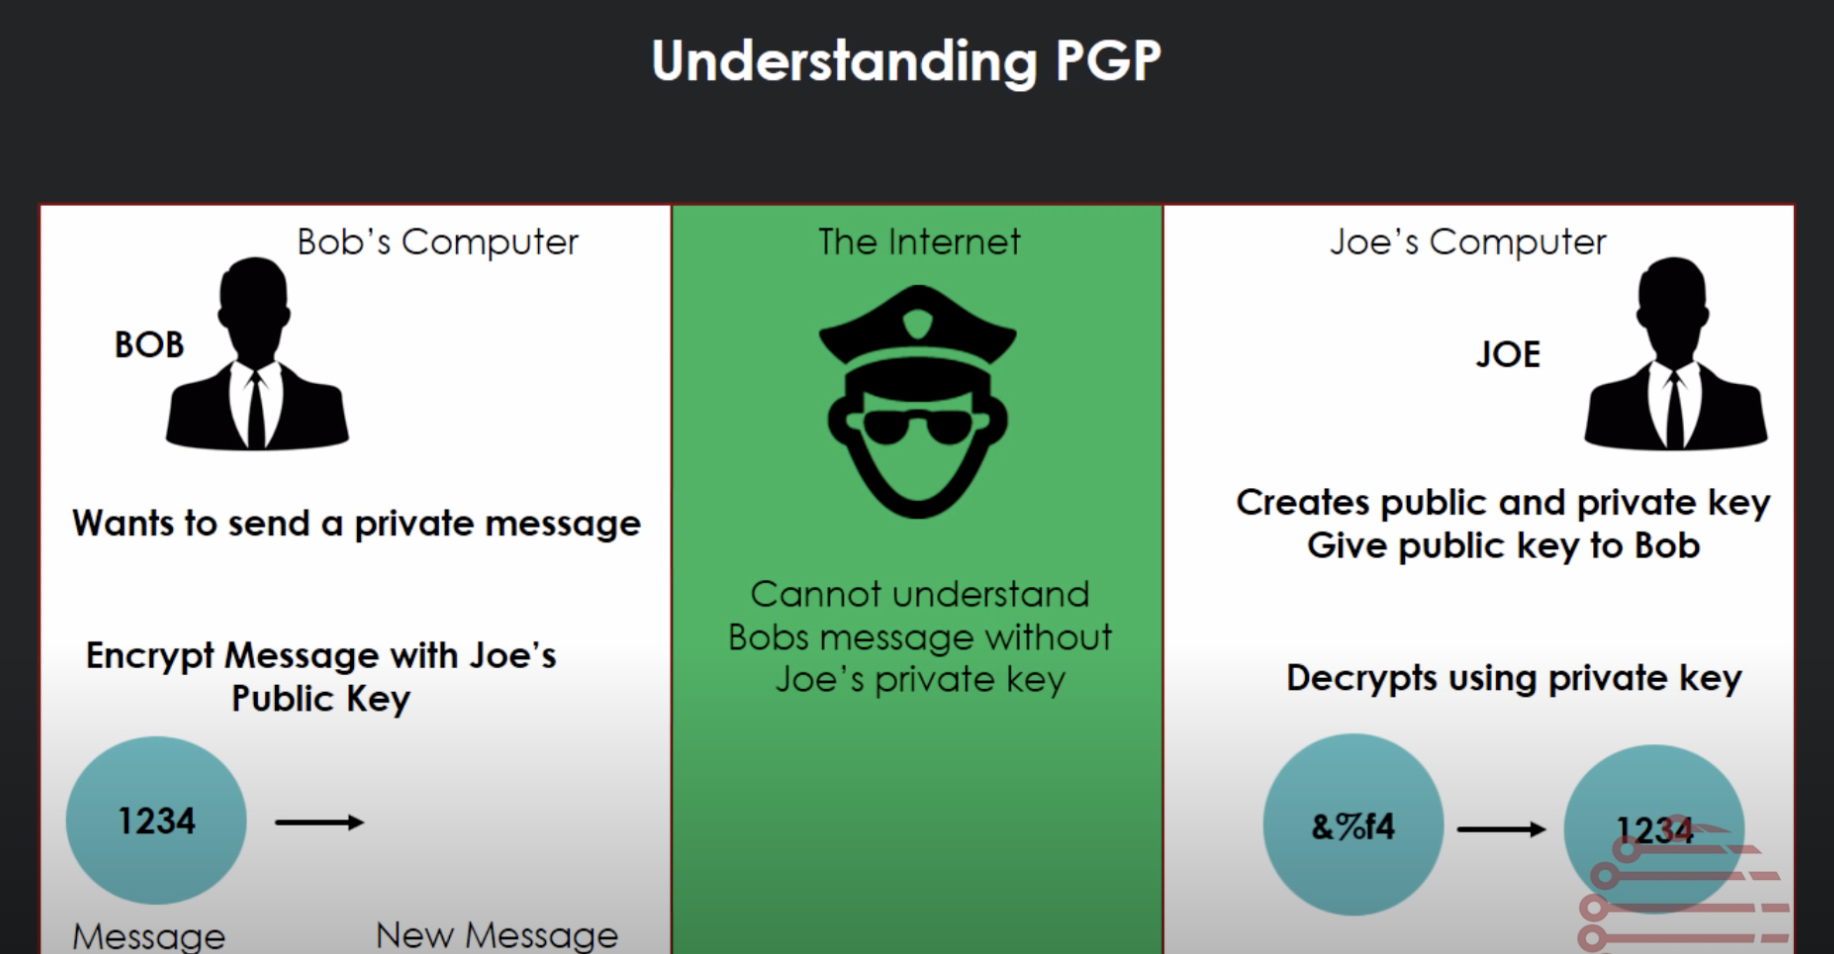 Understanding PGP
Bob's Computer
BOB
Wants to send a private message
Encrypt Message with Joe's
Public Key
1234
Message
New Message
The Internet
Cannot understand
Bobs message without
Joe's private key
Joe's Computer
JOE
Creates public and private key
Give public key to Bob
Decrypts using private key
&%f4
1234